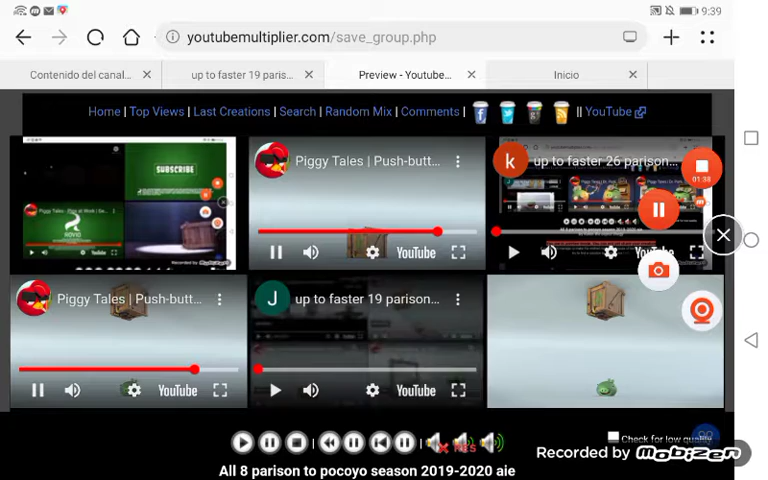 9:39
youtubemultiplier.com/save_group.php
Contenido del canal...
up to faster 19 paris...
Preview - Youtube...
Inicio
Home | Top Views | Last Creations | Search | Random Mix | Comments | || YouTube
SUBSCRIBE
Piggy Tales | Push-butt...
YouTube
k up to faster 26 parison...
01:38
YouTube
ROVIO
Piggy Tales | Push-butt...
YouTube
J up to faster 19 parison...
YouTube
Check for low quality
Recorded by Mobizen
All 8 parison to pocoyo season 2019-2020 aie